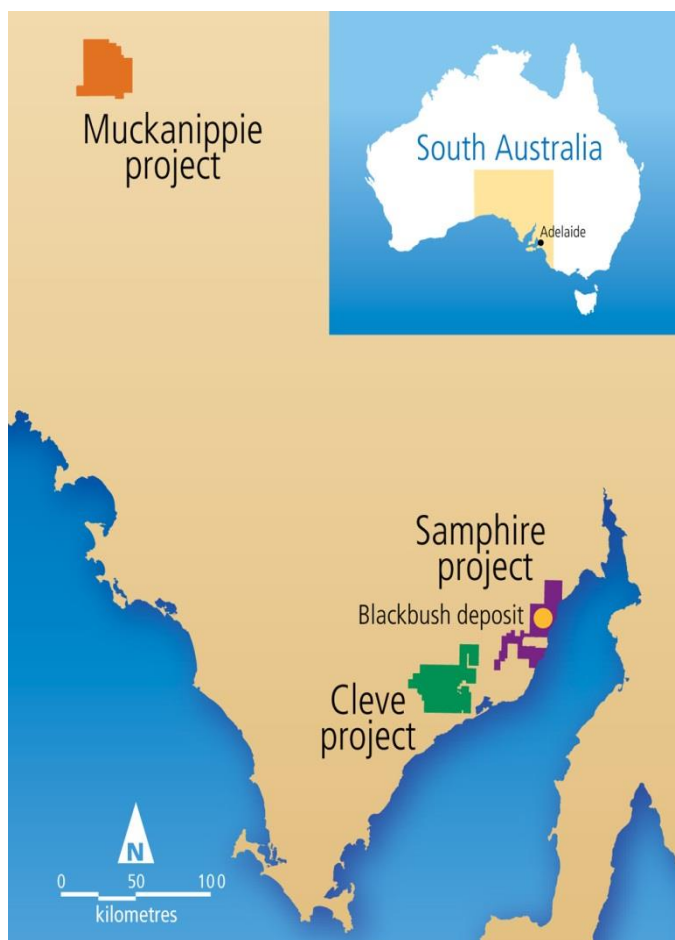 Muckanippie
project
South Australia
Adelaide
Samphire
project
Blackbush deposit
Cleve
project
N
0 50 100
kilometres